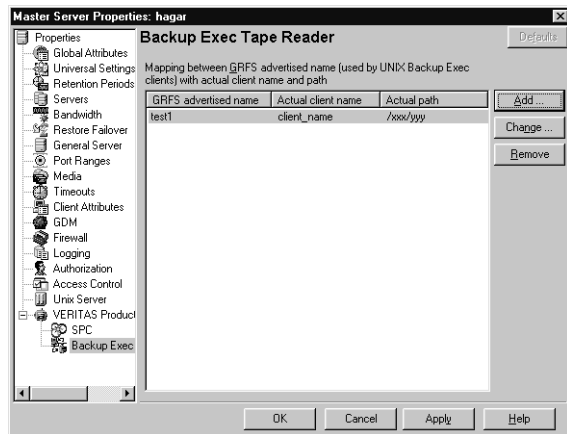 Master Server Properties: hagar
Properties
Global Attributes
Universal Settings
Retention Periods
Servers
Bandwidth
Restore Failover
General Server
Port Ranges
Media
Timeouts
Client Attributes
GDM
Firewall
Logging
Authorization
Access Control
Unix Server
VERITAS Product
SPC
Backup Exec
Backup Exec Tape Reader
Defaults
Mapping between GRFS advertised name (used by UNIX Backup Exec
clients) with actual client name and path
GRFS advertised name Actual client name Actual path
test1 client_name /xxx/yyy
Add ...
Change ...
Remove
OK Cancel Apply Help